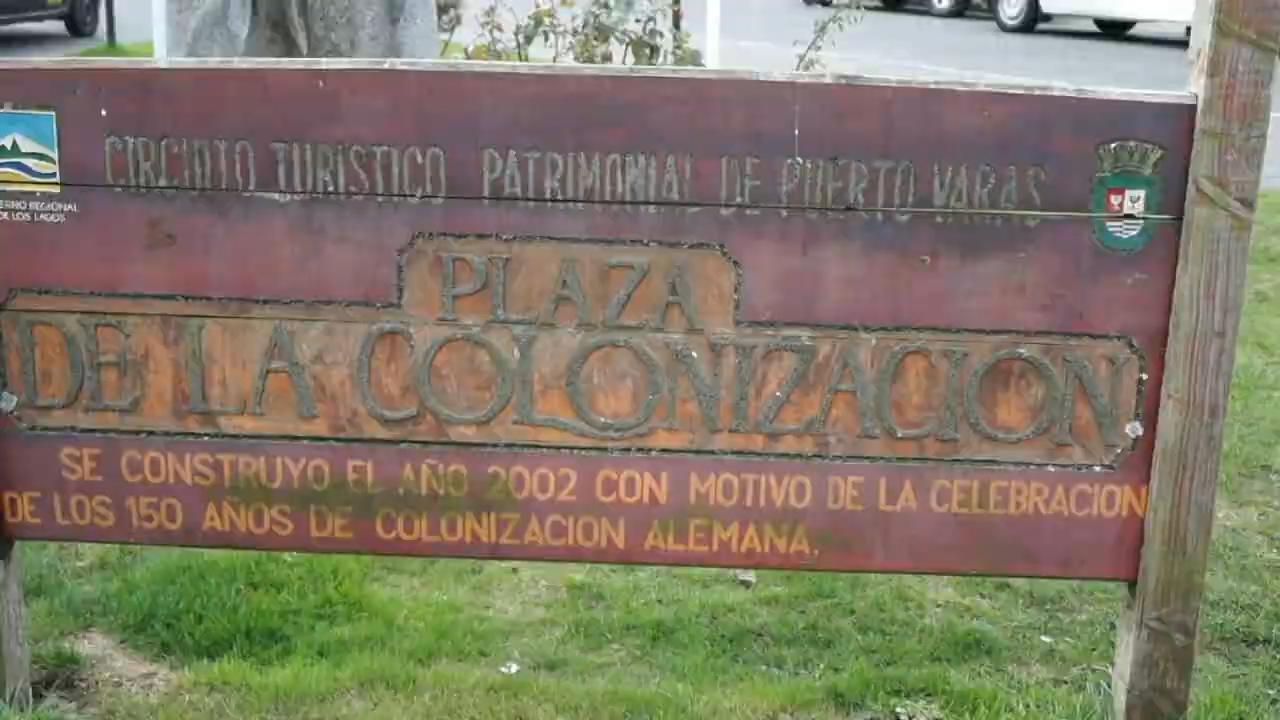 CIRCUITO TURISTICO PATRIMONIAL DE PUERTO VARAS
ERNO REGIONAL
DE LOS LAGOS
PLAZA
DE LA COLONIZACION
SE CONSTRUYO EL AÑO 2002 CON MOTIVO DE LA CELEBRACION
DE LOS 150 AÑOS DE COLONIZACION ALEMANA.